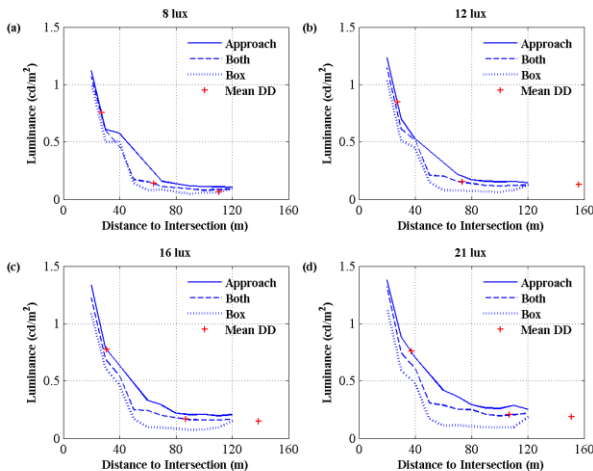 (a)
8 lux
Luminance (cd/m²)
1.5
1
0.5
0
0
40
80
120
160
Distance to Intersection (m)
Approach
Both
Box
Mean DD
(b)
12 lux
Luminance (cd/m²)
1.5
1
0.5
0
0
40
80
120
160
Distance to Intersection (m)
Approach
Both
Box
Mean DD
(c)
16 lux
Luminance (cd/m²)
1.5
1
0.5
0
0
40
80
120
160
Distance to Intersection (m)
Approach
Both
Box
Mean DD
(d)
21 lux
Luminance (cd/m²)
1.5
1
0.5
0
0
40
80
120
160
Distance to Intersection (m)
Approach
Both
Box
Mean DD